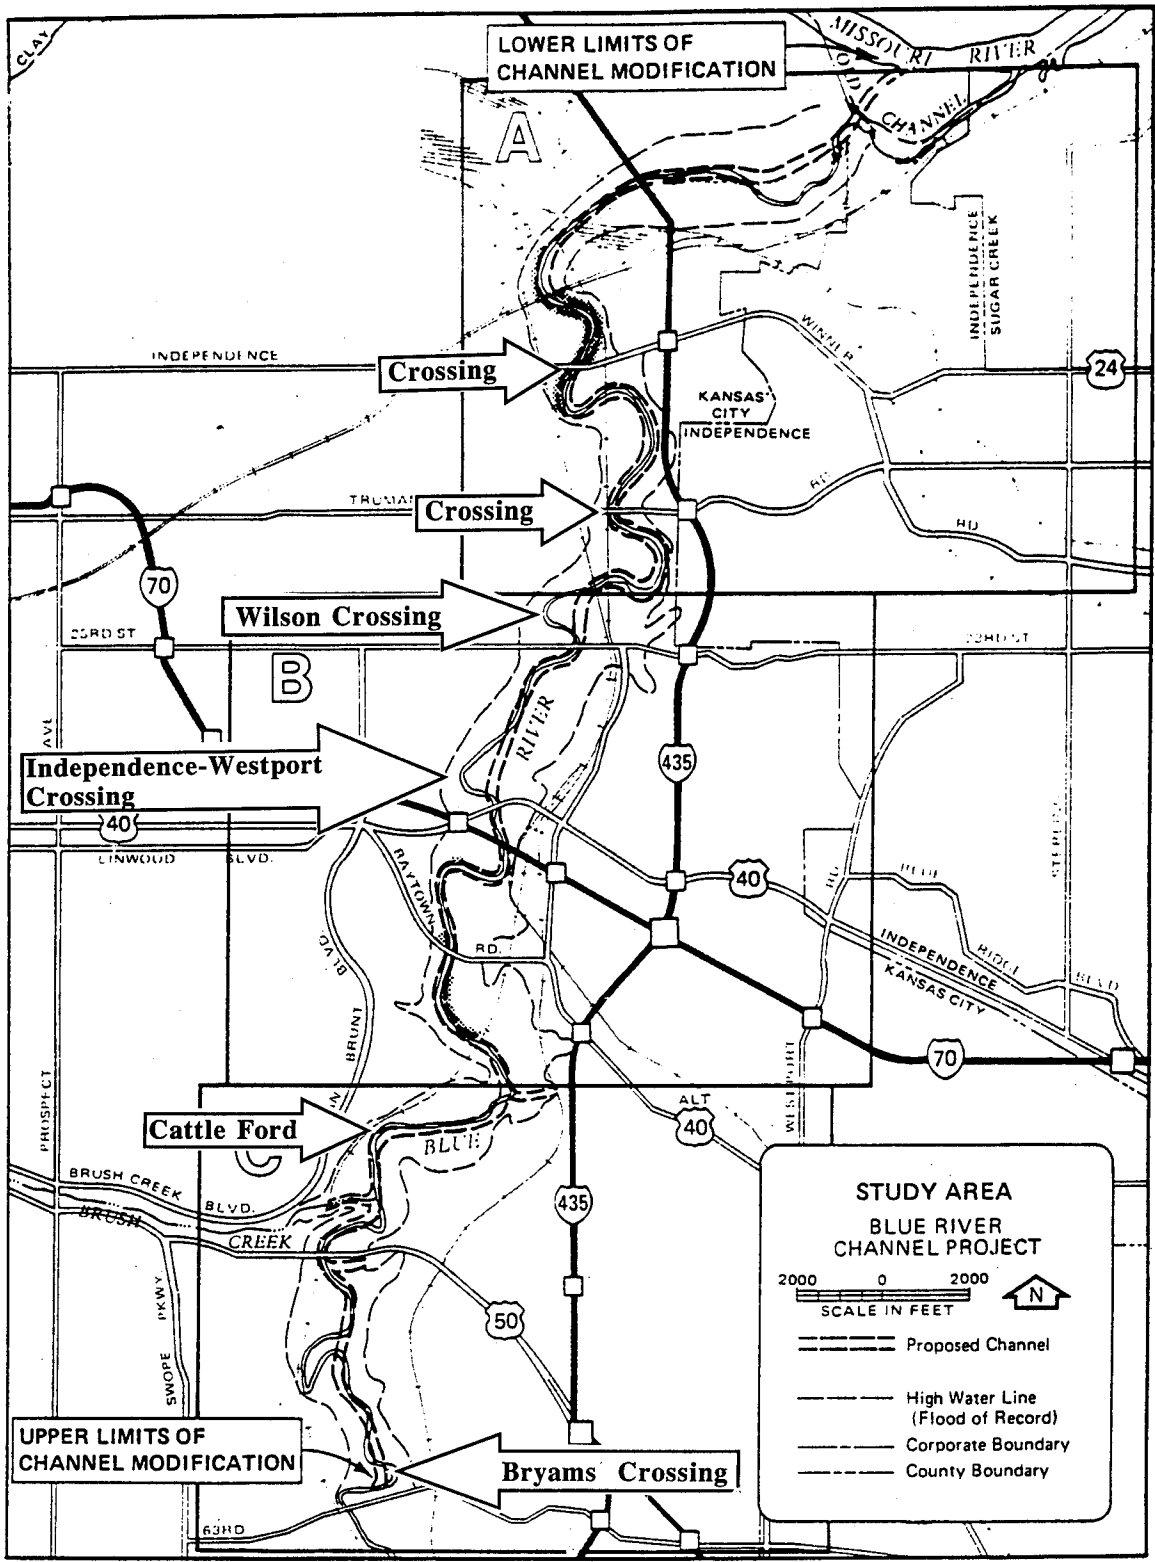 CLAY
LOWER LIMITS OF
CHANNEL MODIFICATION
MISSOURI RIVER
OLD CHANNEL
A
INDEPENDENCE
SUGAR CREEK
INDEPENDENCE
WINNER
Crossing
24
KANSAS
CITY
INDEPENDENCE
RD
Crossing
RD
70
Wilson Crossing
23RD ST
23RD ST
B
RIVER
AVE
435
Independence-Westport
Crossing
40
LINWOOD BLVD.
RAYTOWN
RD.
40
RD
BLUE
RIDGE
BLVD
INDEPENDENCE
KANSAS CITY
BLVD.
BRUNT
70
PROSPECT
WESTPORT
ALT
40
Cattle Ford
BLUE
C
BRUSH CREEK
BLVD.
BRUSH
CREEK
435
PKWY
SWOPE
50
UPPER LIMITS OF
CHANNEL MODIFICATION
Bryams Crossing
63RD
STUDY AREA
BLUE RIVER
CHANNEL PROJECT
2000 0 2000
SCALE IN FEET
N
Proposed Channel
High Water Line
(Flood of Record)
Corporate Boundary
County Boundary